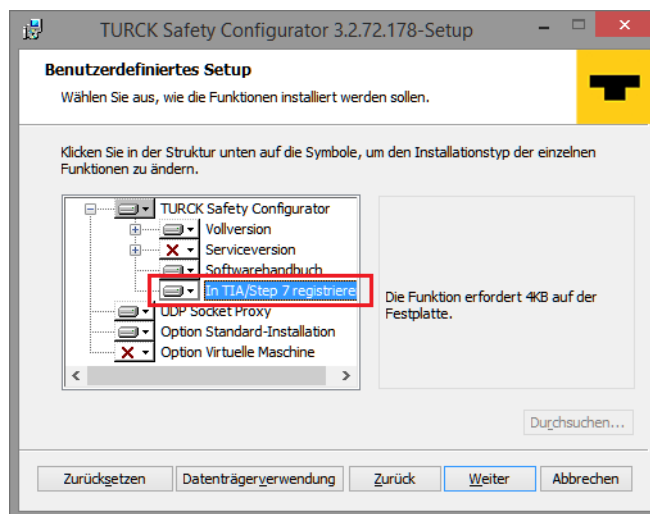 TURCK Safety Configurator 3.2.72.178-Setup
Benutzerdefiniertes Setup
Wählen Sie aus, wie die Funktionen installiert werden sollen.
Klicken Sie in der Struktur unten auf die Symbole, um den Installationstyp der einzelnen
Funktionen zu ändern.
TURCK Safety Configurator
Vollversion
Serviceversion
Softwarehandbuch
In TIA/Step 7 registriere
UDP Socket Proxy
Option Standard-Installation
Option Virtuelle Maschine
Die Funktion erfordert 4KB auf der
Festplatte.
Durchsuchen...
Zurücksetzen Datenträgerverwendung Zurück Weiter Abbrechen